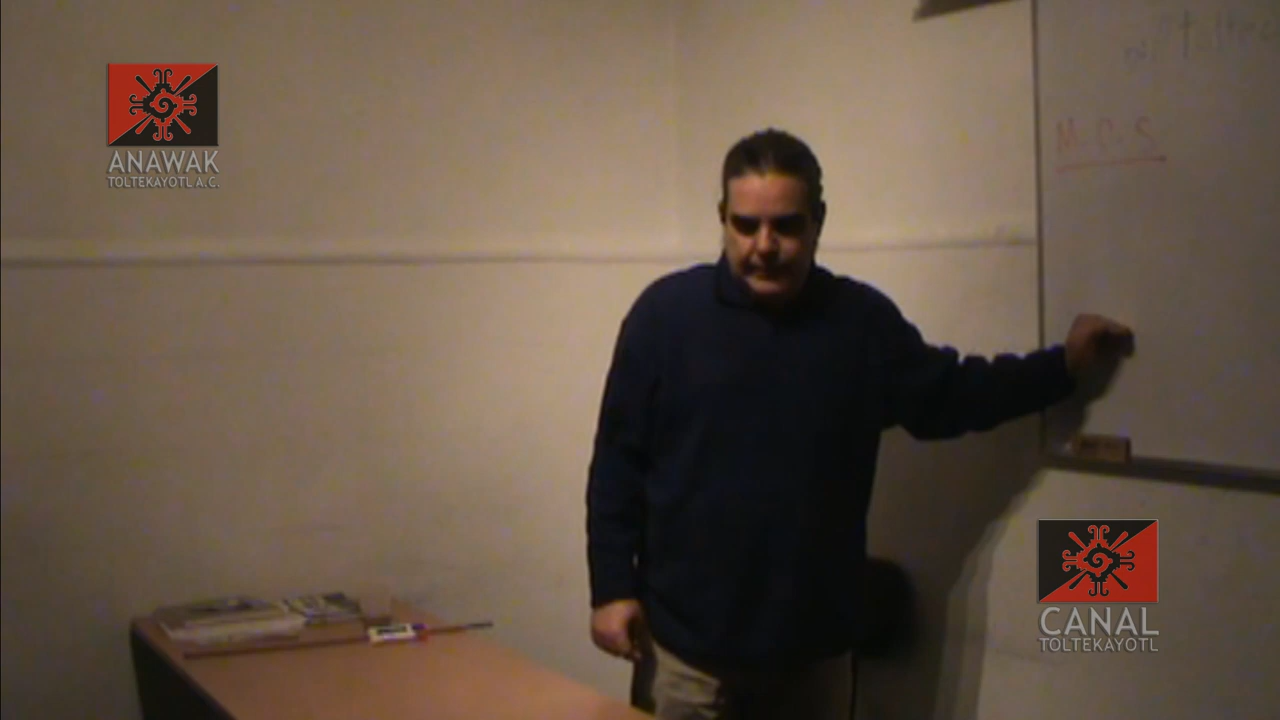 ANAWAK
TOLTEKAYOTL A.C.
M. C. S.
CANAL
TOLTEKAYOTL